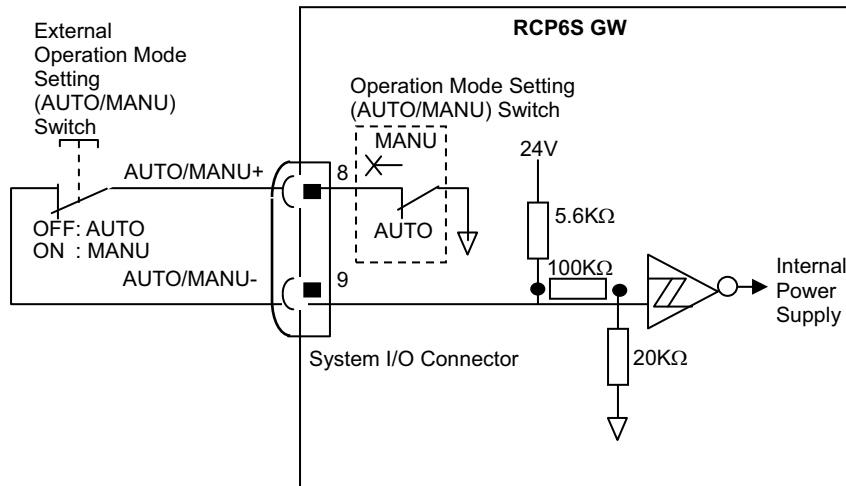 RCP6S GW
External
Operation Mode
Setting
(AUTO/MANU)
Switch
Operation Mode Setting
(AUTO/MANU) Switch
MANU
24V
AUTO/MANU+
8
OFF: AUTO
ON : MANU
AUTO
5.6KΩ
AUTO/MANU-
9
100KΩ
Internal
Power
Supply
System I/O Connector
20KΩ